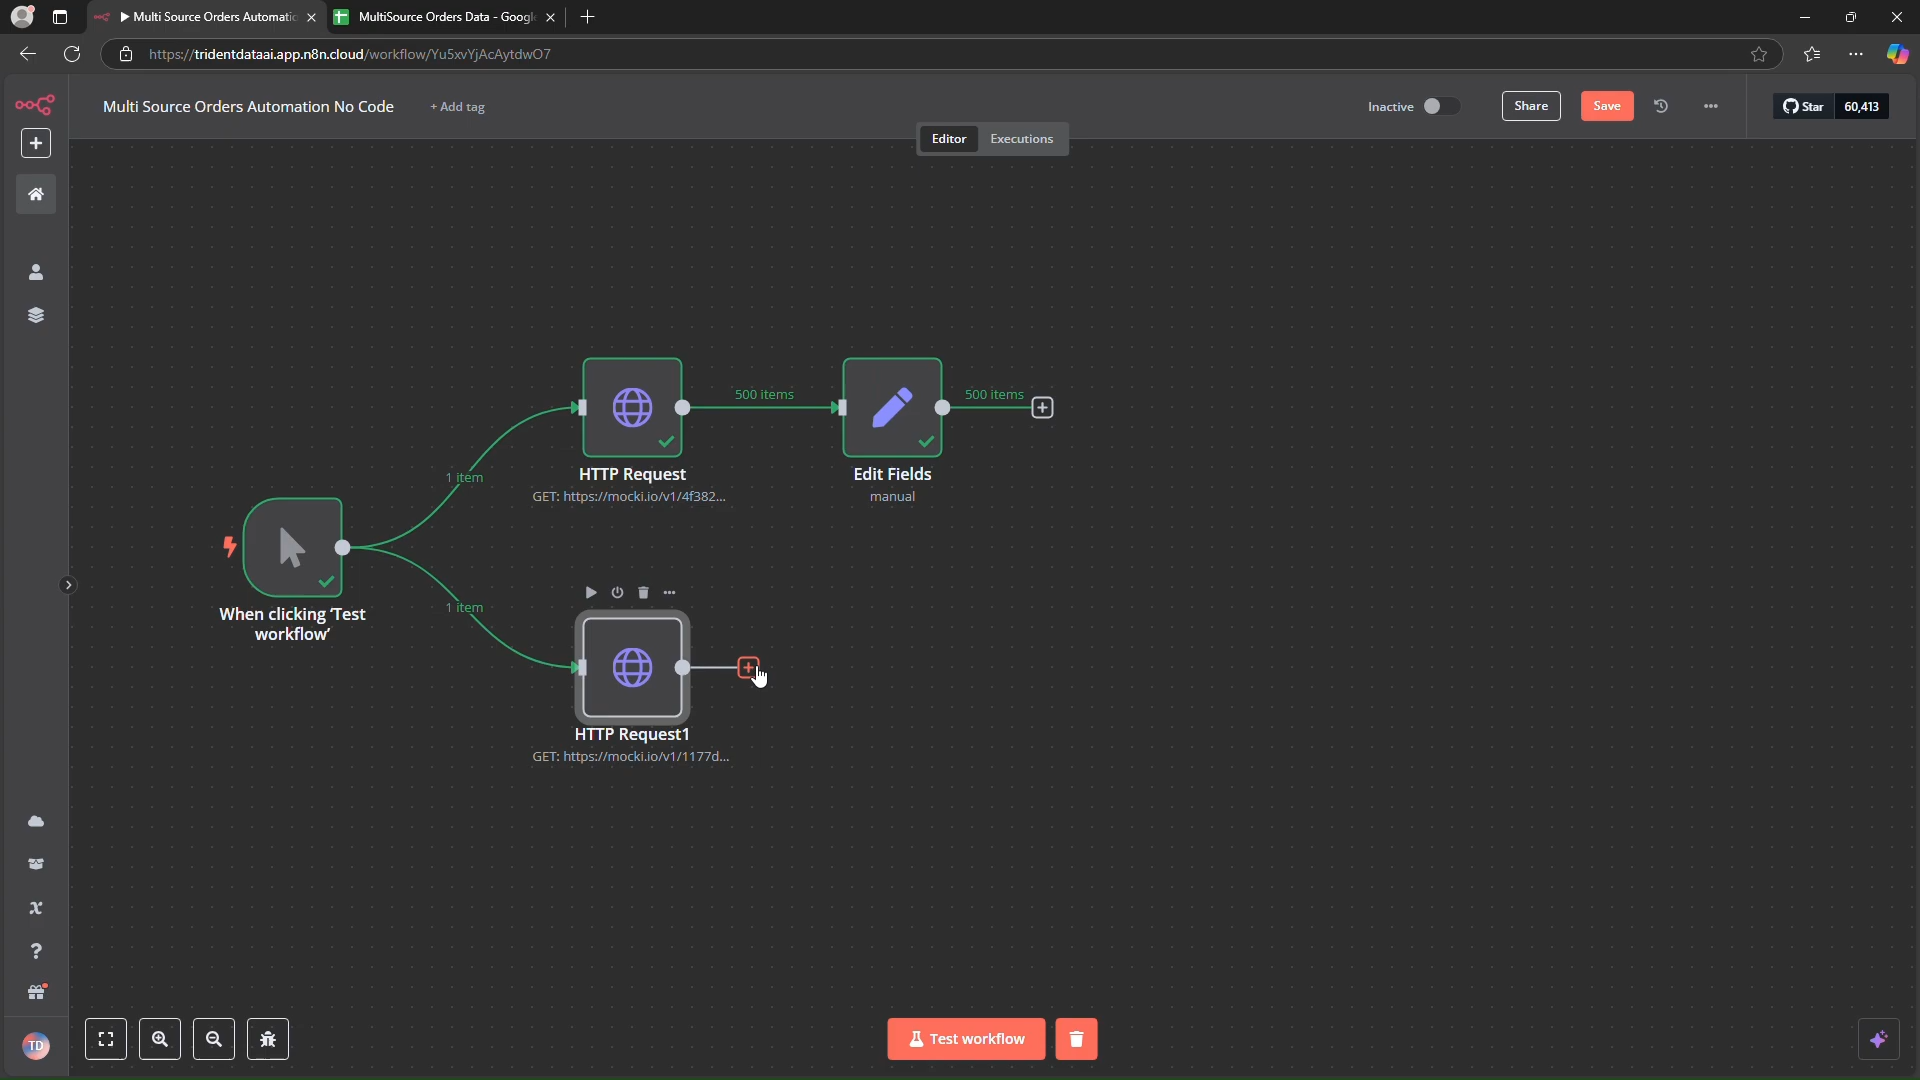 Multi Source Orders Automatio
MultiSource Orders Data - Googl
https://tridentdataai.app.n8n.cloud/workflow/Yu5xvYjAcAytdwO7
Multi Source Orders Automation No Code
+ Add tag
Inactive
Share
Save
Star
60,413
Editor
Executions
500 items
500 items
HTTP Request
GET: https://mocki.io/v1/4f382...
Edit Fields
manual
1 item
1 item
When clicking ‘Test
workflow’
HTTP Request1
GET: https://mocki.io/v1/1177d...
TD
Test workflow